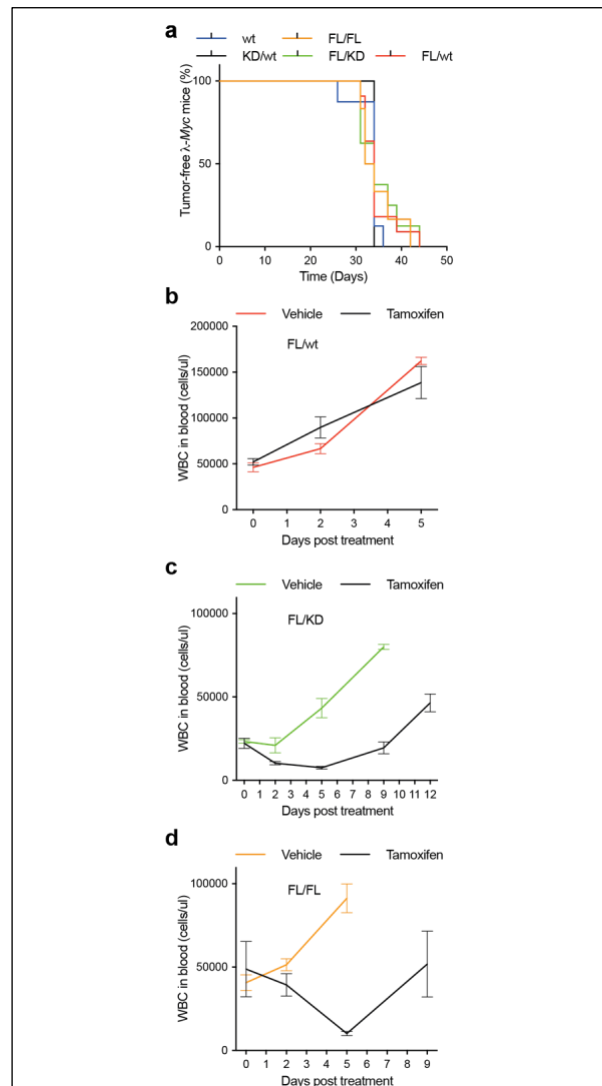 a
wt FL/FL
KD/wt FL/KD FL/wt
Tumor-free λ-Myc mice (%)
100
50
0
0 10 20 30 40 50
Time (Days)
b
Vehicle Tamoxifen
FL/wt
WBC in blood (cells/ul)
200000
150000
100000
50000
0
0 1 2 3 4 5
Days post treatment
c
Vehicle Tamoxifen
FL/KD
WBC in blood (cells/ul)
100000
50000
0
0 1 2 3 4 5 6 7 8 9 10 11 12
Days post treatment
d
Vehicle Tamoxifen
FL/FL
WBC in blood (cells/ul)
100000
50000
0
0 1 2 3 4 5 6 7 8 9
Days post treatment